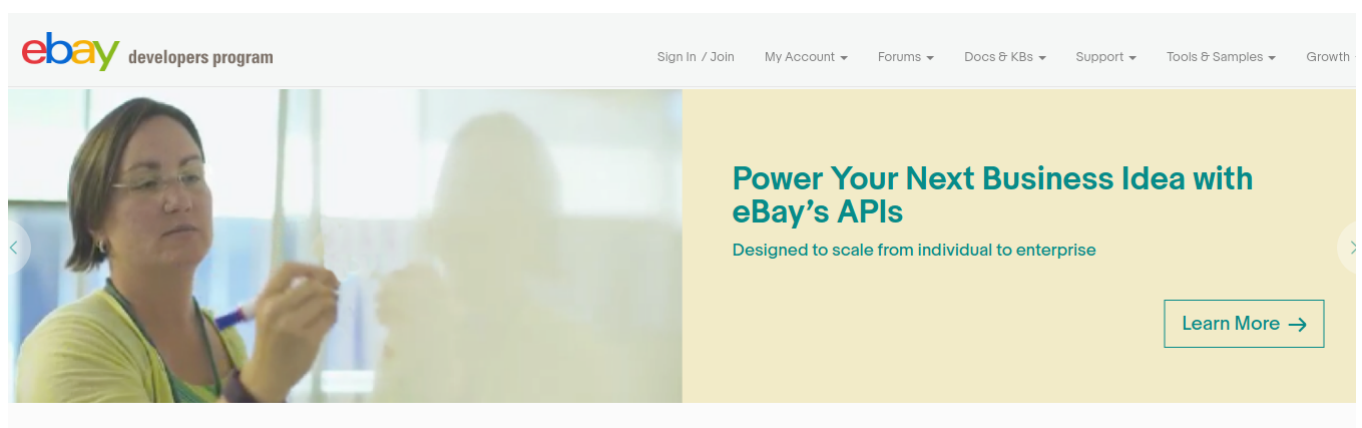 ebay developers program
Sign In / Join My Account Forums Docs & KBs Support Tools & Samples Growth
Power Your Next Business Idea with
eBay's APIs
Designed to scale from individual to enterprise
Learn More →